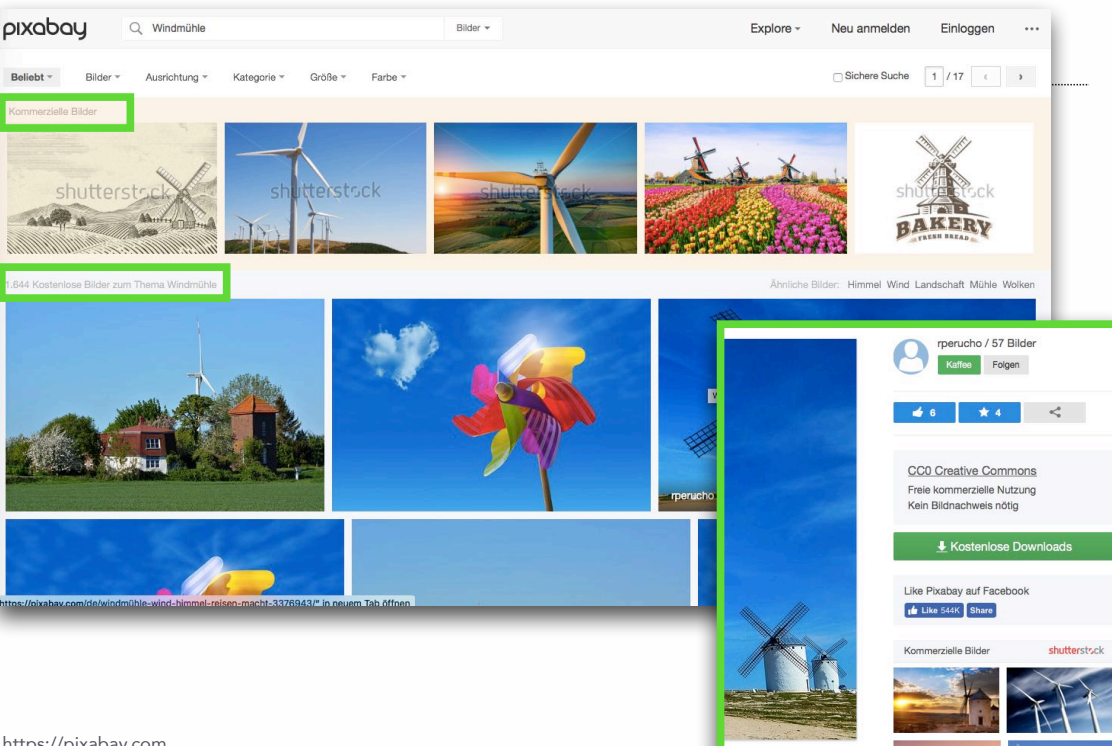 pixabay
Windmühle
Bilder
Explore
Neu anmelden
Einloggen
Beliebt
Bilder
Ausrichtung
Kategorie
Größe
Farbe
Sichere Suche
1 / 17
Kommerzielle Bilder
shutterstock
shutterstock
shutterstock
shutterstock
shutterstock
BAKERY
FRESH BREAD
1.644 Kostenlose Bilder zum Thema Windmühle
Ähnliche Bilder: Himmel Wind Landschaft Mühle Wolken
rperucho
https://pixabay.com/de/windmühle-wind-himmel-reisen-macht-3376943/" in neuem Tab öffnen
rperucho / 57 Bilder
Kaffee
Folgen
6
4
CC0 Creative Commons
Freie kommerzielle Nutzung
Kein Bildnachweis nötig
Kostenlose Downloads
Like Pixabay auf Facebook
Like 544K
Share
Kommerzielle Bilder
shutterstock
https://pixabay.com